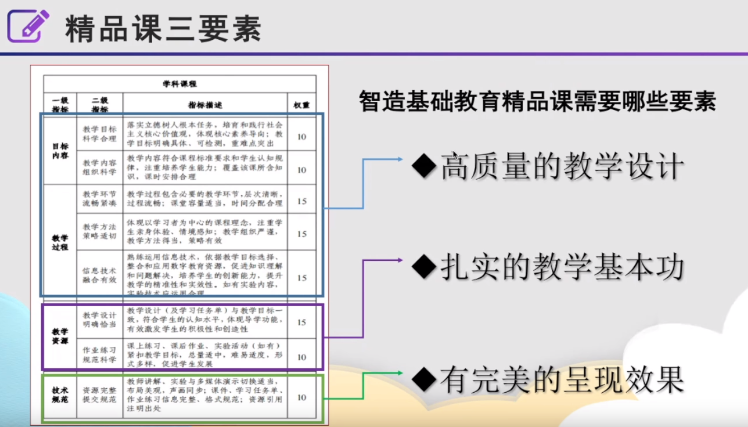 精品课三要素
学科课程
一级指标 二级指标 指标描述 权重
目标内容
教学目标科学合理
落实立德树人根本任务，培育和践行社会
主义核心价值观，体现核心素养导向；教
学目标明确具体、可检测，重难点突出
10
教学内容组织科学
教学内容符合课程标准要求和学生认知规
律，注重培养学生能力；覆盖该课所含知
识，课时安排合理
10
教学过程
教学环节流畅紧凑
教学过程包含必要的教学环节，层次清晰，
过程流畅；课堂容量适当，时间分配合理
15
教学方法策略适切
体现以学习者为中心的课程理念，注重学
生亲身体验、情境感知；教学组织严谨，
教学方法得当，策略有效
15
信息技术融合有效
熟练运用信息技术，依据教学目标选择、
整合和应用数字教育资源，促进知识理解
和问题解决，培养学生的创新能力，提升
教学的精准性和实效性。如有实验内容，
15
教学资源
教学设计明确恰当
教学设计（及学习任务单）与教学目标一
致，符合学生的认知水平，体现导学功能，
有效激发学生的积极性和创造性
15
作业练习规范科学
课上练习、课后作业、实验活动（如有）
紧扣教学目标，总量适中，难易适度，形
式多样，促进学生发展
10
技术规范
资源完整提交规范
教师讲解、实验与多媒体演示切换适当，
布局美观，声画同步；课件、学习任务单、
作业练习信息完整、格式规范；资源引用
注明出处
10
智造基础教育精品课需要哪些要素
◆高质量的教学设计
◆扎实的教学基本功
◆有完美的呈现效果